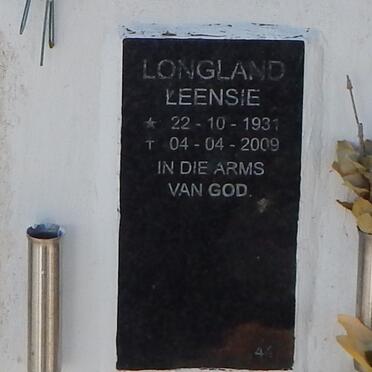 LONGLAND
LEENSIE
* 22 - 10 - 1931
† 04 - 04 - 2009
IN DIE ARMS
VAN GOD.